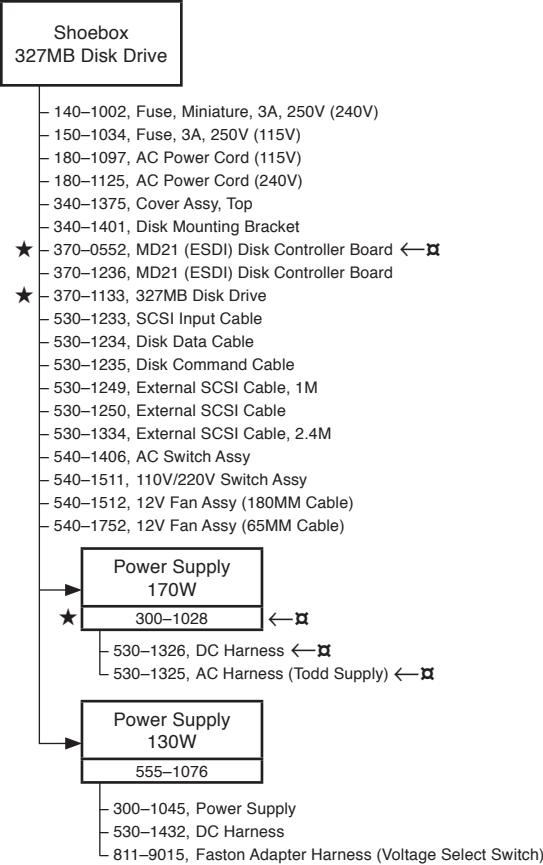 Shoebox
327MB Disk Drive
140–1002, Fuse, Miniature, 3A, 250V (240V)
150–1034, Fuse, 3A, 250V (115V)
180–1097, AC Power Cord (115V)
180–1125, AC Power Cord (240V)
340–1375, Cover Assy, Top
340–1401, Disk Mounting Bracket
★ 370–0552, MD21 (ESDI) Disk Controller Board ←¤
370–1236, MD21 (ESDI) Disk Controller Board
★ 370–1133, 327MB Disk Drive
530–1233, SCSI Input Cable
530–1234, Disk Data Cable
530–1235, Disk Command Cable
530–1249, External SCSI Cable, 1M
530–1250, External SCSI Cable
530–1334, External SCSI Cable, 2.4M
540–1406, AC Switch Assy
540–1511, 110V/220V Switch Assy
540–1512, 12V Fan Assy (180MM Cable)
540–1752, 12V Fan Assy (65MM Cable)
Power Supply
170W
★ 300–1028 ←¤
530–1326, DC Harness ←¤
530–1325, AC Harness (Todd Supply) ←¤
Power Supply
130W
555–1076
300–1045, Power Supply
530–1432, DC Harness
811–9015, Faston Adapter Harness (Voltage Select Switch)